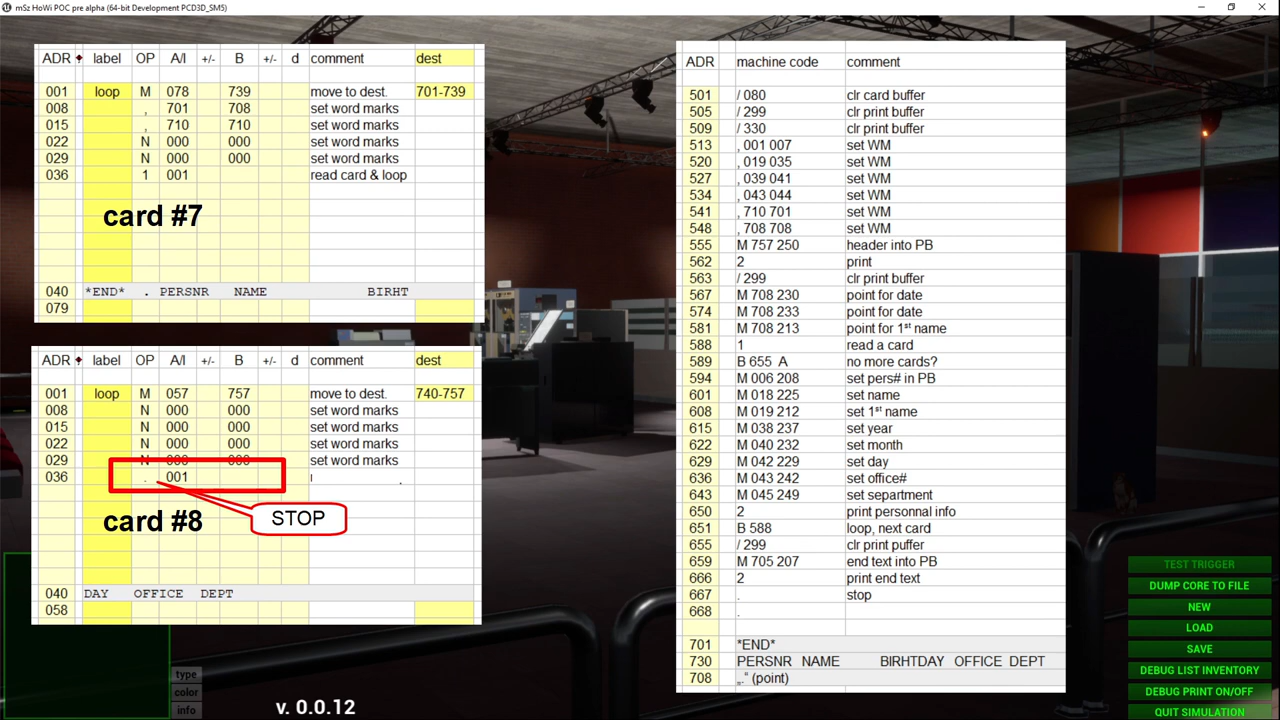 mSz HoWi POC pre alpha (64-bit Development PCD3D_SM5)
ADR label OP A/I +/- B +/- d comment dest
001 loop M 078 739 move to dest. 701-739
008 , 701 708 set word marks
015 , 710 710 set word marks
022 N 000 000 set word marks
029 N 000 000 set word marks
036 1 001 read card & loop
card #7
040 *END* . PERSNR NAME BIRHT
079
ADR label OP A/I +/- B +/- d comment dest
001 loop M 057 757 move to dest. 740-757
008 N 000 000 set word marks
015 N 000 000 set word marks
022 N 000 000 set word marks
029 N 000 000 set word marks
036 . 001
card #8
STOP
040 DAY OFFICE DEPT
058
type
color
info
v. 0.0.12
ADR machine code comment
501 / 080 clr card buffer
505 / 299 clr print buffer
509 / 330 clr print buffer
513 , 001 007 set WM
520 , 019 035 set WM
527 , 039 041 set WM
534 , 043 044 set WM
541 , 710 701 set WM
548 , 708 708 set WM
555 M 757 250 header into PB
562 2 print
563 / 299 clr print buffer
567 M 708 230 point for date
574 M 708 233 point for date
581 M 708 213 point for 1st name
588 1 read a card
589 B 655 A no more cards?
594 M 006 208 set pers# in PB
601 M 018 225 set name
608 M 019 212 set 1st name
615 M 038 237 set year
622 M 040 232 set month
629 M 042 229 set day
636 M 043 242 set office#
643 M 045 249 set separtment
650 2 print personnal info
651 B 588 loop, next card
655 / 299 clr print puffer
659 M 705 207 end text into PB
666 2 print end text
667 . stop
668 .
701 *END*
730 PERSNR NAME BIRHTDAY OFFICE DEPT
708 „.“ (point)
TEST TRIGGER
DUMP CORE TO FILE
NEW
LOAD
SAVE
DEBUG LIST INVENTORY
DEBUG PRINT ON/OFF
QUIT SIMULATION